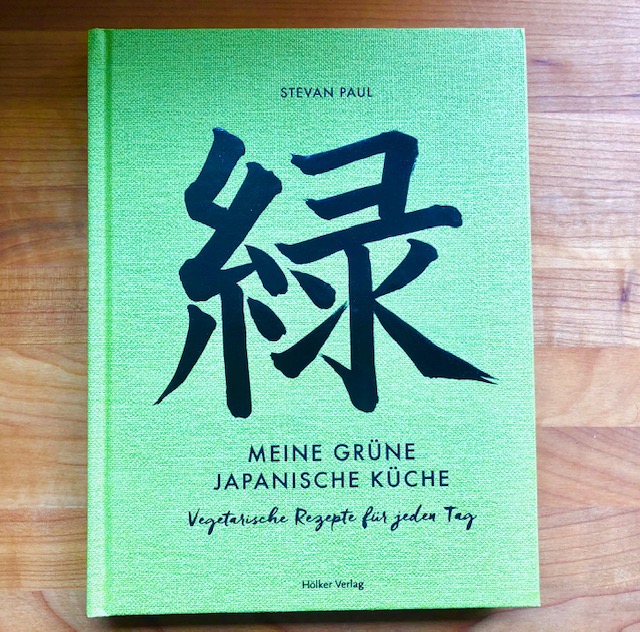 STEVAN PAUL
緑
MEINE GRÜNE
JAPANISCHE KÜCHE
Vegetarische Rezepte für jeden Tag
Hölker Verlag